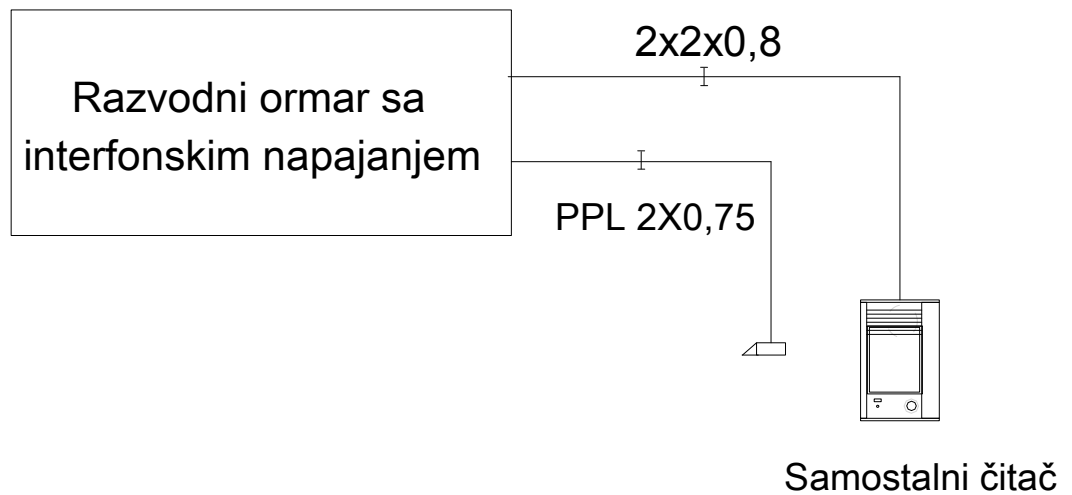 2x2x0,8
Razvodni ormar sa
interfonskim napajanjem
PPL 2X0,75
Samostalni čitač